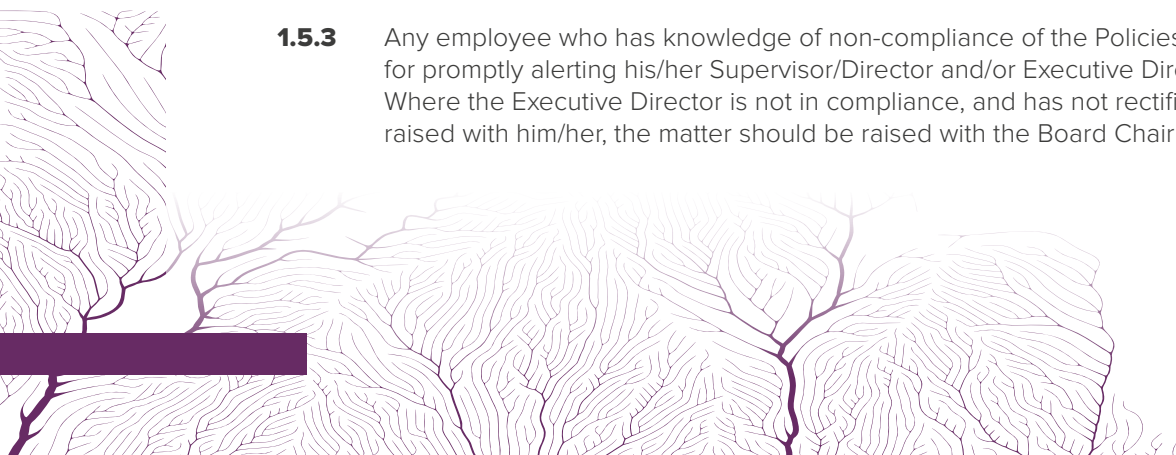 1.5.3 Any employee who has knowledge of non-compliance of the Policies
for promptly alerting his/her Supervisor/Director and/or Executive
Where the Executive Director is not in compliance, and has not
raised with him/her, the matter should be raised with the Board Chair